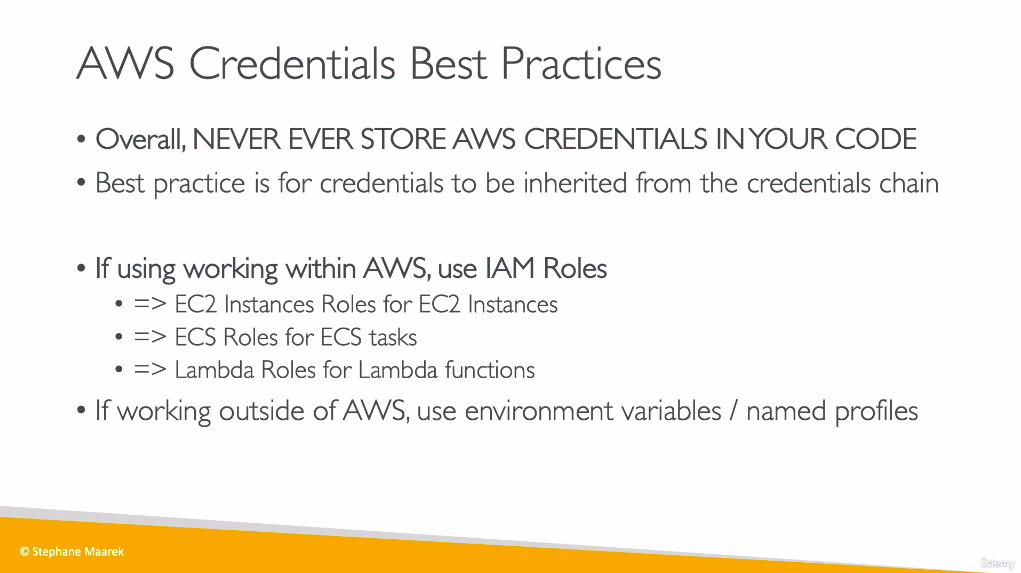 AWS Credentials Best Practices
• Overall, NEVER EVER STORE AWS CREDENTIALS IN YOUR CODE
• Best practice is for credentials to be inherited from the credentials chain
• If using working within AWS, use IAM Roles
• => EC2 Instances Roles for EC2 Instances
• => ECS Roles for ECS tasks
• => Lambda Roles for Lambda functions
• If working outside of AWS, use environment variables / named profiles
© Stephane Maarek
ûdemy